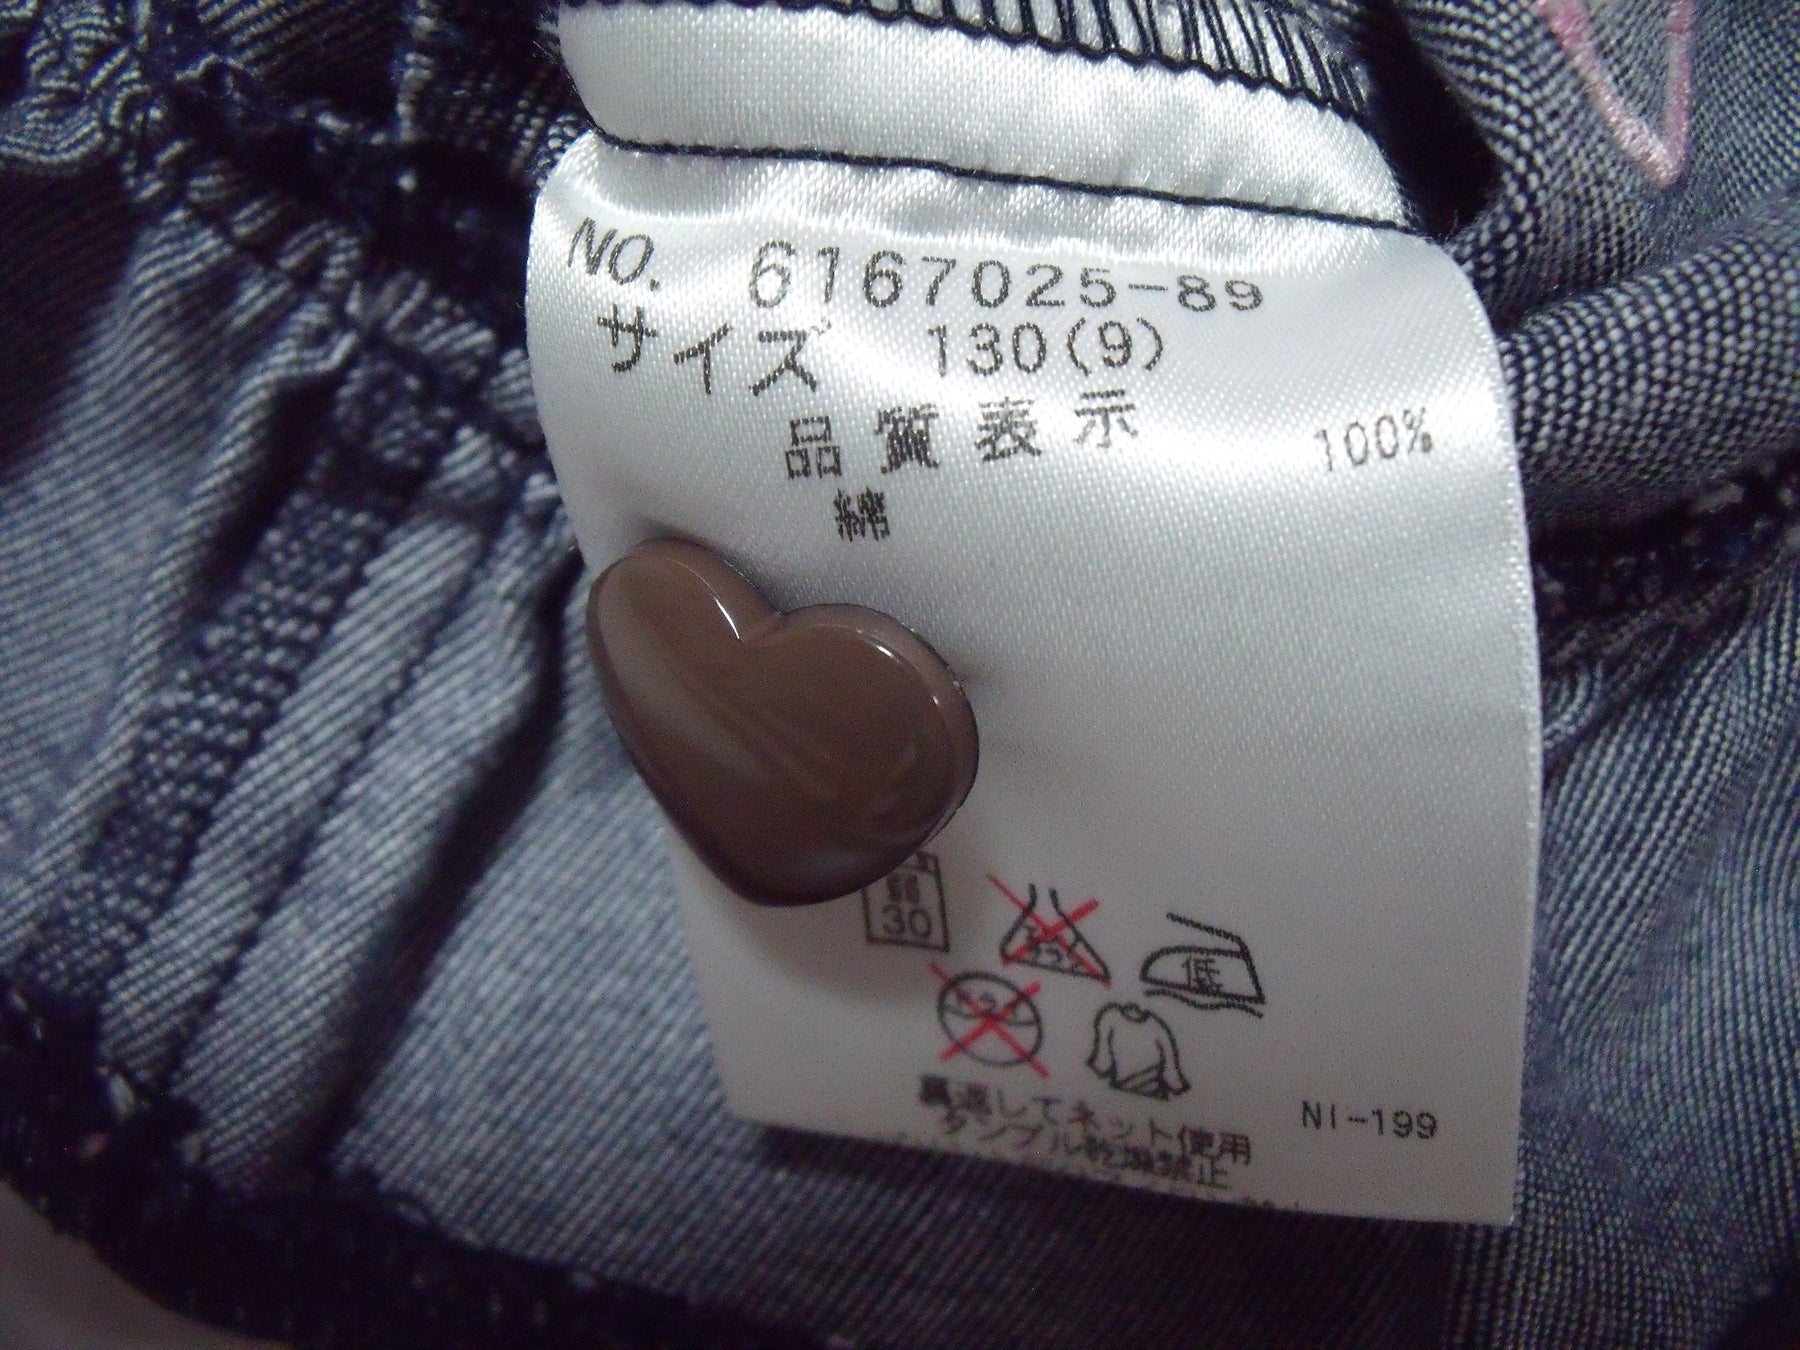 NO. 6167025-89
サイズ 130(9)
品質表示
綿 100%
30
低
裏返してネット使用
タンブル乾燥禁止
NI-199